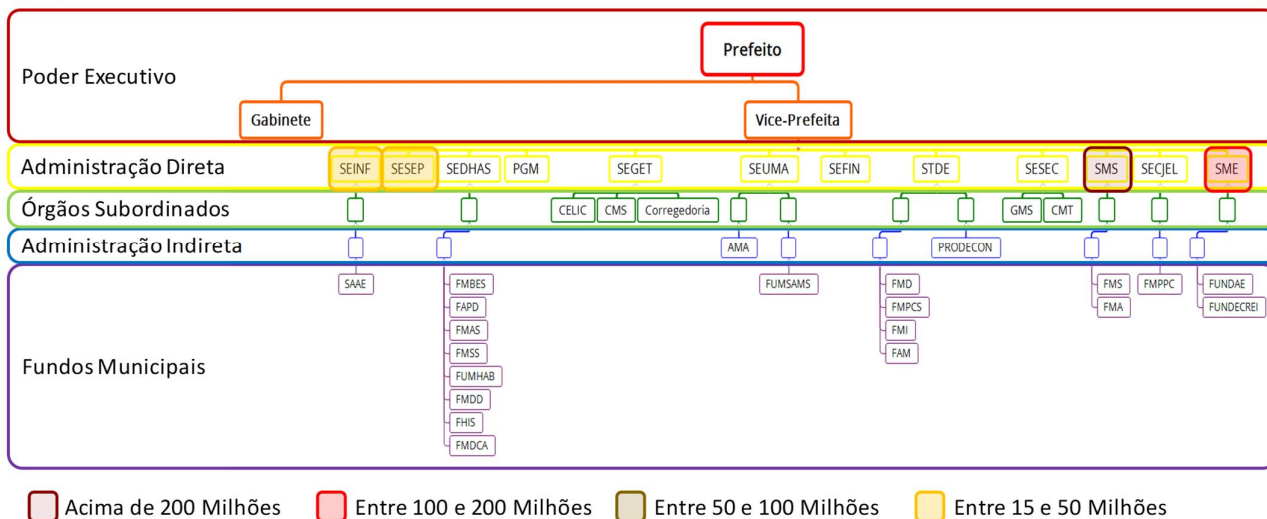 Prefeito
Poder Executivo
Gabinete
Vice-Prefeita
Administração Direta
SEINF SESEP SEDHAS PGM SEGET SEUMA SEFIN STDE SESEC SMS SECJEL SME
Órgãos Subordinados
CELIC CMS Corregedoria GMS CMT
Administração Indireta
AMA PRODECON
SAAE FMBES FUMSAMS FMD FMS FMPPC FUNDAE
FAPD FMPCS FMA FUNDECREI
FMAS FMI
FMSS FAM
Fundos Municipais
FUMHAB
FMDD
FHIS
FMDCA
Acima de 200 Milhões Entre 100 e 200 Milhões Entre 50 e 100 Milhões Entre 15 e 50 Milhões